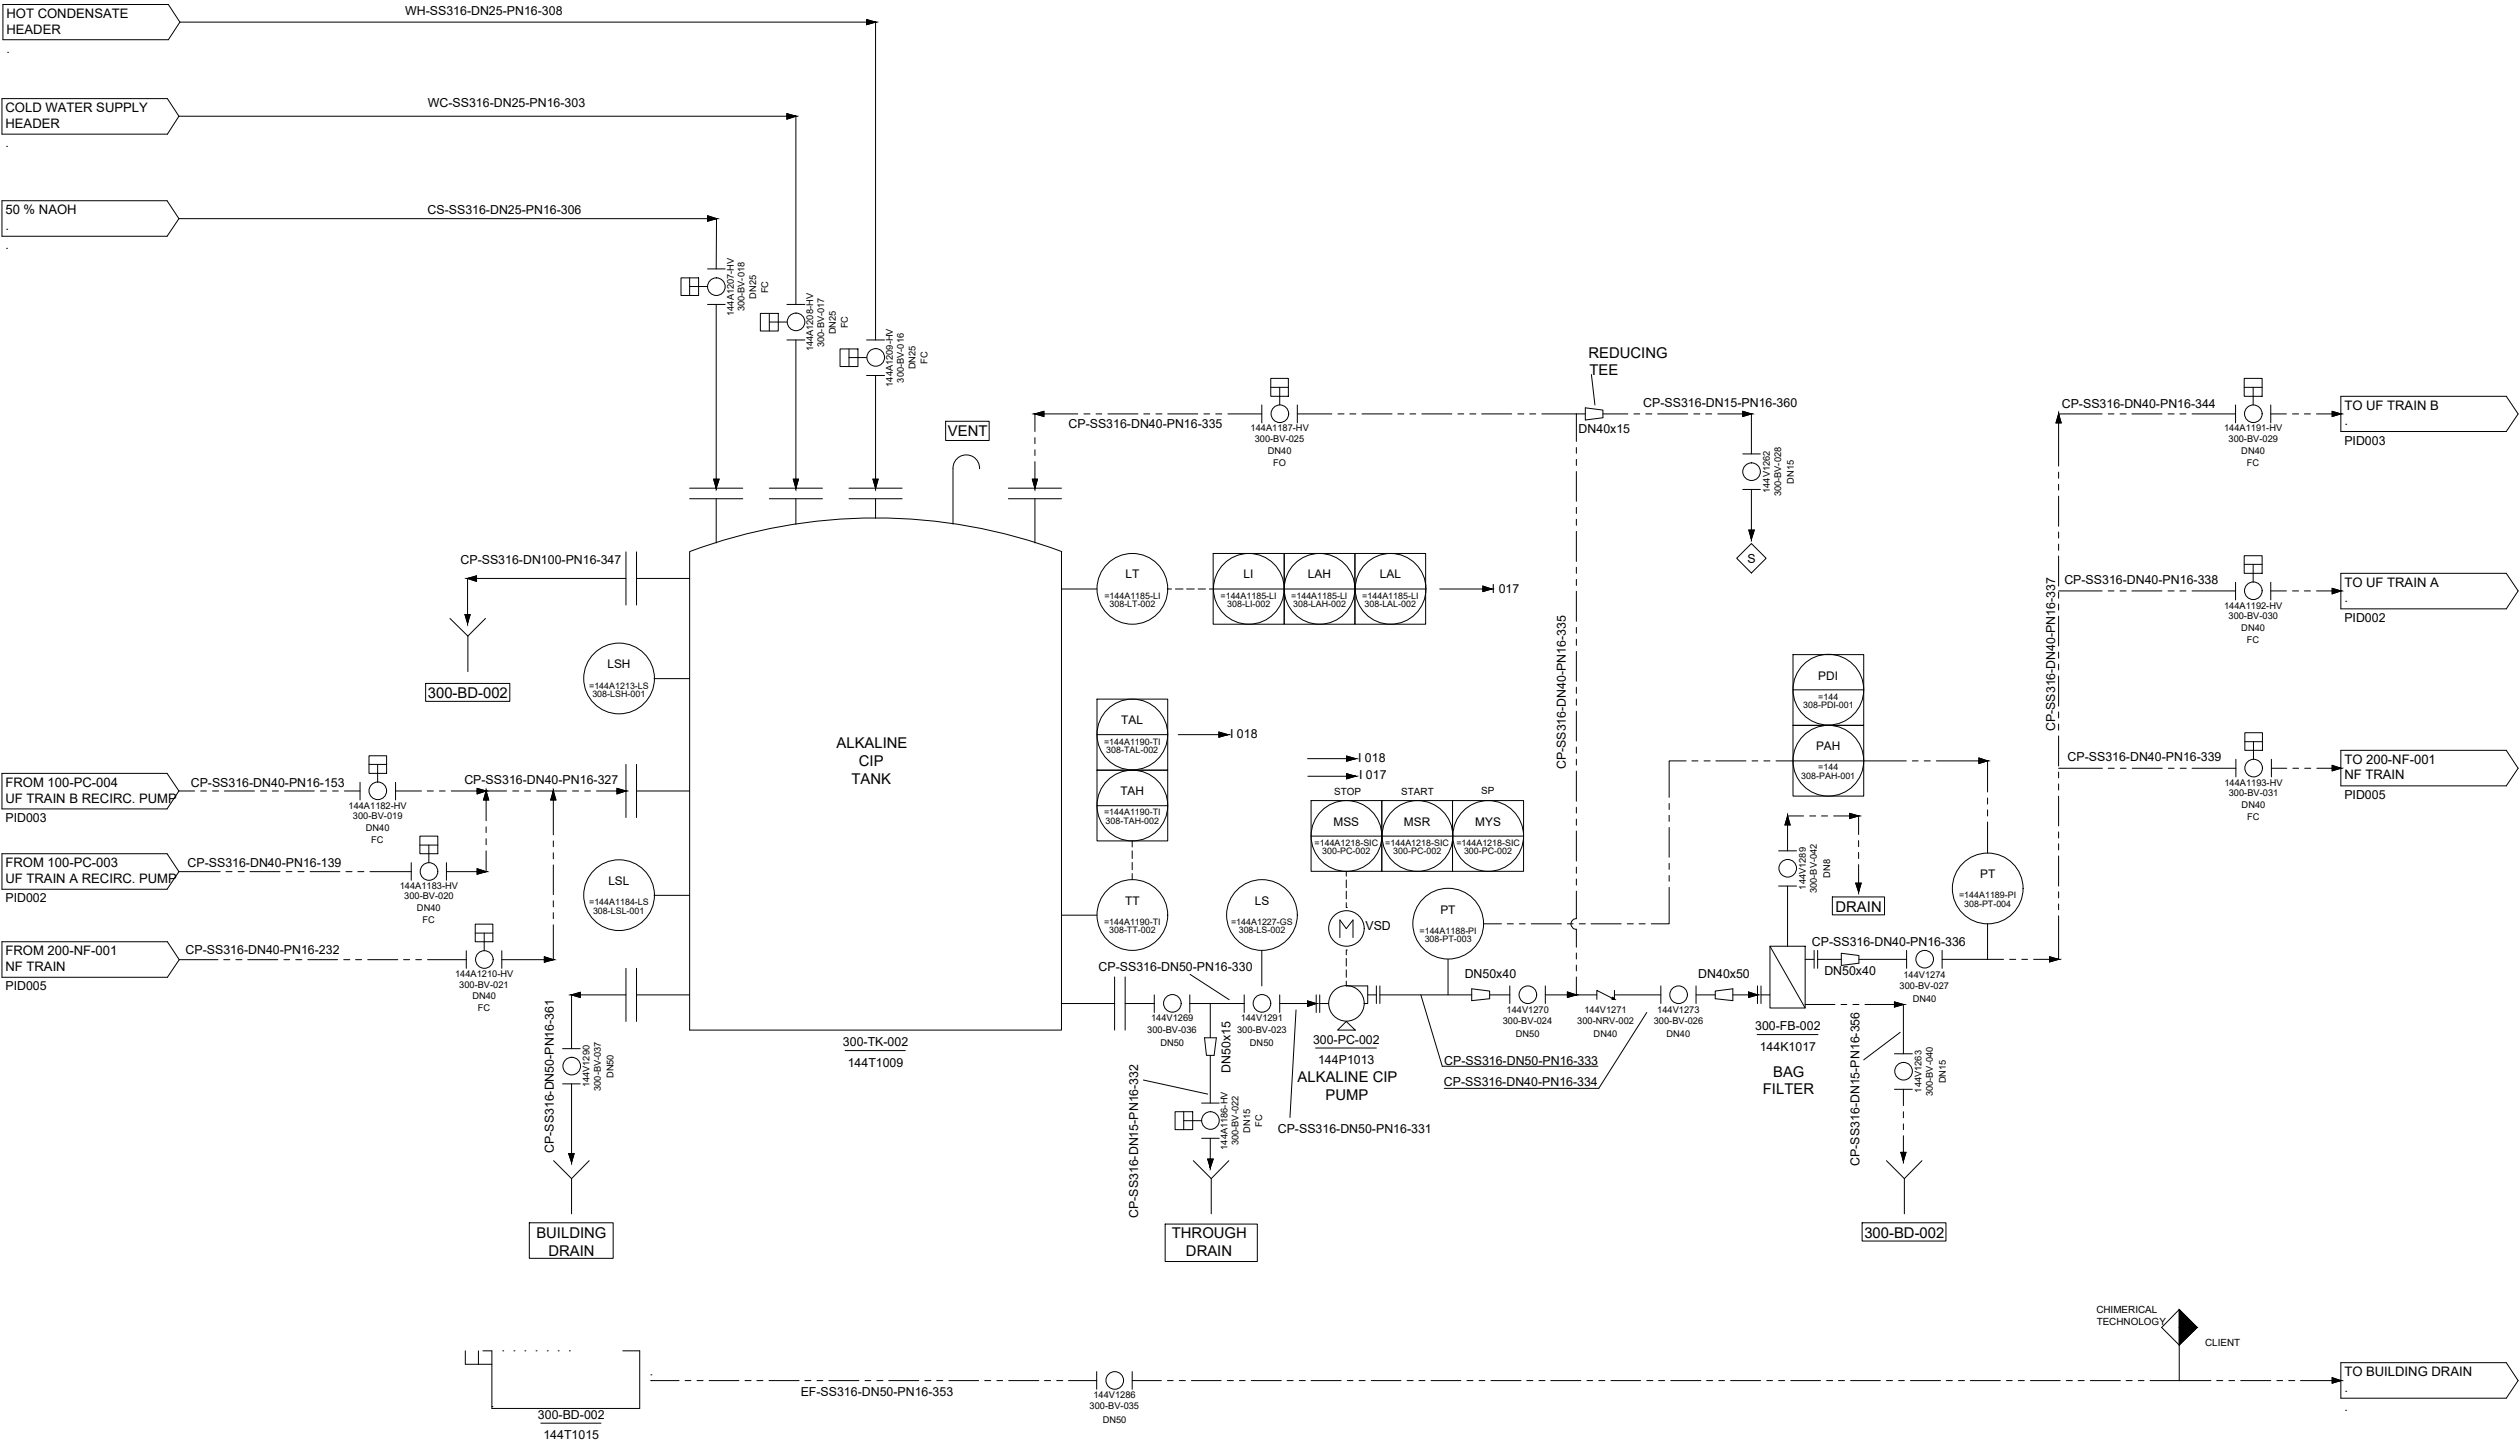 HOT CONDENSATE
HEADER
.
WH-SS316-DN25-PN16-308
COLD WATER SUPPLY
HEADER
.
WC-SS316-DN25-PN16-303
50 % NAOH
.
.
CS-SS316-DN25-PN16-306
144A1207-HV
300-BV-018
DN25
FC
144A1208-HV
300-BV-017
DN25
FC
144A1209-HV
300-BV-016
DN25
FC
VENT
CP-SS316-DN40-PN16-335
144A1187-HV
300-BV-025
DN40
FO
REDUCING
TEE
DN40x15
CP-SS316-DN15-PN16-360
144V1262
300-BV-028
DN15
S
CP-SS316-DN40-PN16-344
144A1191-HV
300-BV-029
DN40
FC
TO UF TRAIN B
.
PID003
CP-SS316-DN40-PN16-338
144A1192-HV
300-BV-030
DN40
FC
TO UF TRAIN A
.
PID002
CP-SS316-DN40-PN16-337
CP-SS316-DN40-PN16-339
144A1193-HV
300-BV-031
DN40
FC
TO 200-NF-001
NF TRAIN
PID005
CP-SS316-DN100-PN16-347
300-BD-002
LSH
=144A1213-LS
308-LSH-001
LT
=144A1185-LI
308-LT-002
LI
=144A1185-LI
308-LI-002
LAH
=144A1185-LI
308-LAH-002
LAL
=144A1185-LI
308-LAL-002
I 017
ALKALINE
CIP
TANK
TAL
=144A1190-TI
308-TAL-002
I 018
TAH
=144A1190-TI
308-TAH-002
TT
=144A1190-TI
308-TT-002
FROM 100-PC-004
UF TRAIN B RECIRC. PUMP
PID003
CP-SS316-DN40-PN16-153
144A1182-HV
300-BV-019
DN40
FC
CP-SS316-DN40-PN16-327
FROM 100-PC-003
UF TRAIN A RECIRC. PUMP
PID002
CP-SS316-DN40-PN16-139
144A1183-HV
300-BV-020
DN40
FC
FROM 200-NF-001
NF TRAIN
PID005
CP-SS316-DN40-PN16-232
144A1210-HV
300-BV-021
DN40
FC
LSL
=144A1184-LS
308-LSL-001
CP-SS316-DN50-PN16-361
144V1290
300-BV-037
DN50
BUILDING
DRAIN
300-TK-002
144T1009
I 018
I 017
STOP
START
SP
MSS
=144A1218-SIC
300-PC-002
MSR
=144A1218-SIC
300-PC-002
MYS
=144A1218-SIC
300-PC-002
M
VSD
LS
=144A1227-GS
308-LS-002
PT
=144A1188-PI
308-PT-003
CP-SS316-DN50-PN16-330
144V1269
300-BV-036
DN50
144V1291
300-BV-023
DN50
DN50x15
CP-SS316-DN15-PN16-332
144A1186-HV
300-BV-022
DN15
FC
THROUGH
DRAIN
CP-SS316-DN50-PN16-331
300-PC-002
144P1013
ALKALINE CIP
PUMP
DN50x40
144V1270
300-BV-024
DN50
144V1271
300-NRV-002
DN40
144V1273
300-BV-026
DN40
DN40x50
CP-SS316-DN50-PN16-333
CP-SS316-DN40-PN16-334
CP-SS316-DN40-PN16-335
PDI
=144
308-PDI-001
PAH
=144
308-PAH-001
144V1289
300-BV-042
DN8
DRAIN
PT
=144A1189-PI
308-PT-004
CP-SS316-DN40-PN16-336
DN50x40
144V1274
300-BV-027
DN40
300-FB-002
144K1017
BAG
FILTER
CP-SS316-DN15-PN16-356
144V1263
300-BV-040
DN15
300-BD-002
300-BD-002
144T1015
EF-SS316-DN50-PN16-353
144V1286
300-BV-035
DN50
CHIMERICAL
TECHNOLOGY
CLIENT
TO BUILDING DRAIN
.
.